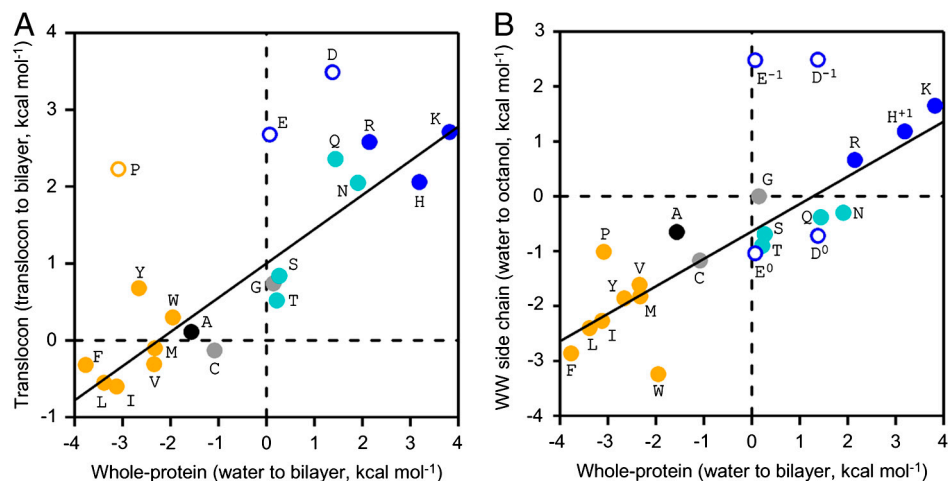 A
Translocon (translocon to bilayer, kcal mol-1)
4
3
2
1
0
-1
D
E
P
Q
R
K
N
H
Y
W
A
G
S
T
F
M
C
V
L
I
-4 -3 -2 -1 0 1 2 3 4
Whole-protein (water to bilayer, kcal mol-1)
B
WW side chain (water to octanol, kcal mol-1)
3
2
1
0
-1
-2
-3
-4
E-1
D-1
K
H+1
R
G
A
P
S
Q
N
T
D0
E0
V
C
Y
M
L
I
F
W
-4 -3 -2 -1 0 1 2 3 4
Whole-protein (water to bilayer, kcal mol-1)